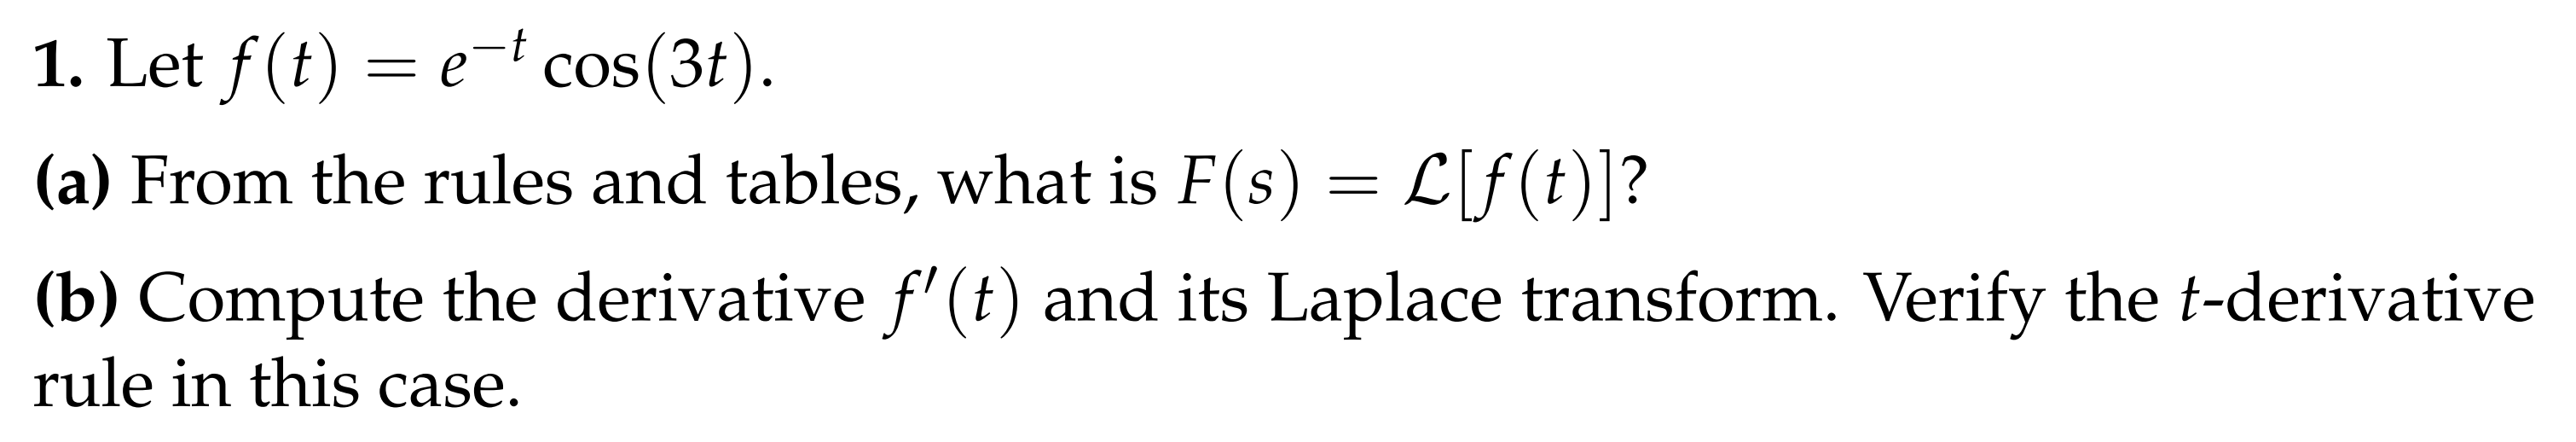 1. Let f(t) = e^{-t} cos(3t).
(a) From the rules and tables, what is F(s) = ℒ[f(t)]?
(b) Compute the derivative f′(t) and its Laplace transform. Verify the t-derivative
rule in this case.